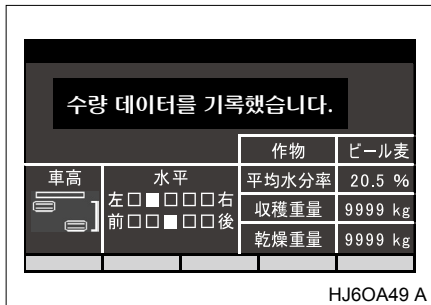 수량 데이터를 기록했습니다.
作物 ビール麦
車高 水平 平均水分率 20.5 %
左□■□□□右 収穫重量 9999 kg
前□□■□□後 乾燥重量 9999 kg
HJ6OA49 A